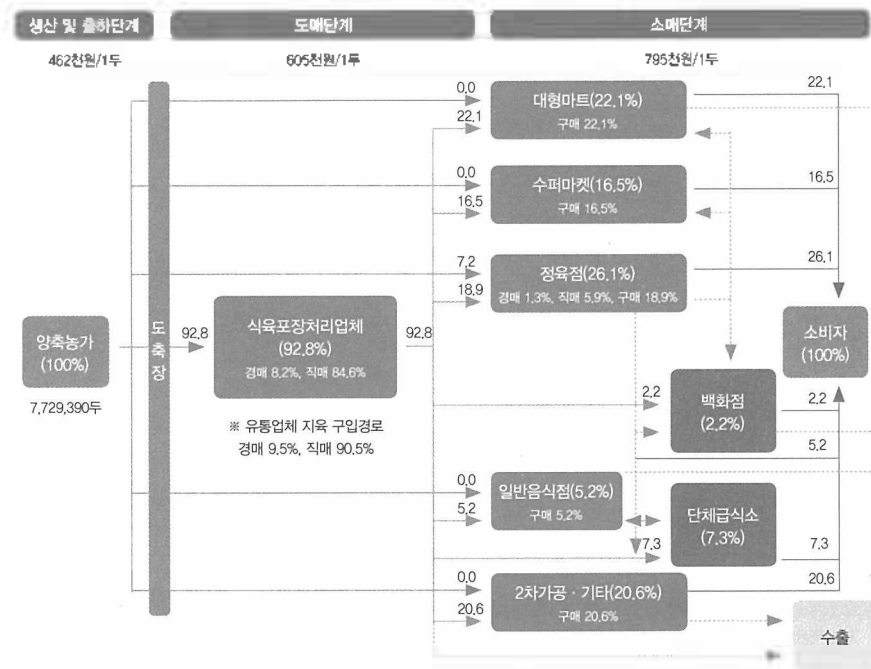 생산 및 출하단계
도매단계
소매단계
462천원/1두
605천원/1두
795천원/1두
0.0
22.1
대형마트(22.1%)
구매 22.1%
22.1
0.0
16.5
수퍼마켓(16.5%)
구매 16.5%
16.5
7.2
18.9
정육점(26.1%)
경매 1.3%, 직매 5.9%, 구매 18.9%
26.1
양축농가
(100%)
7,729,390두
도축장
92.8
식육포장처리업체
(92.8%)
경매 8.2%, 직매 84.6%
92.8
※ 유통업체 지육 구입경로
경매 9.5%, 직매 90.5%
소비자
(100%)
2.2
백화점
(2.2%)
2.2
5.2
0.0
5.2
일반음식점(5.2%)
구매 5.2%
7.3
단체급식소
(7.3%)
7.3
0.0
20.6
2차가공 · 기타(20.6%)
구매 20.6%
20.6
수출